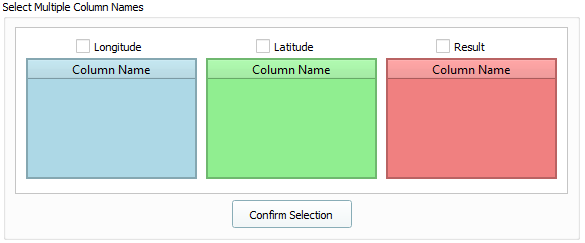 Select Multiple Column Names
Longitude Latitude Result
Column Name Column Name Column Name
Confirm Selection